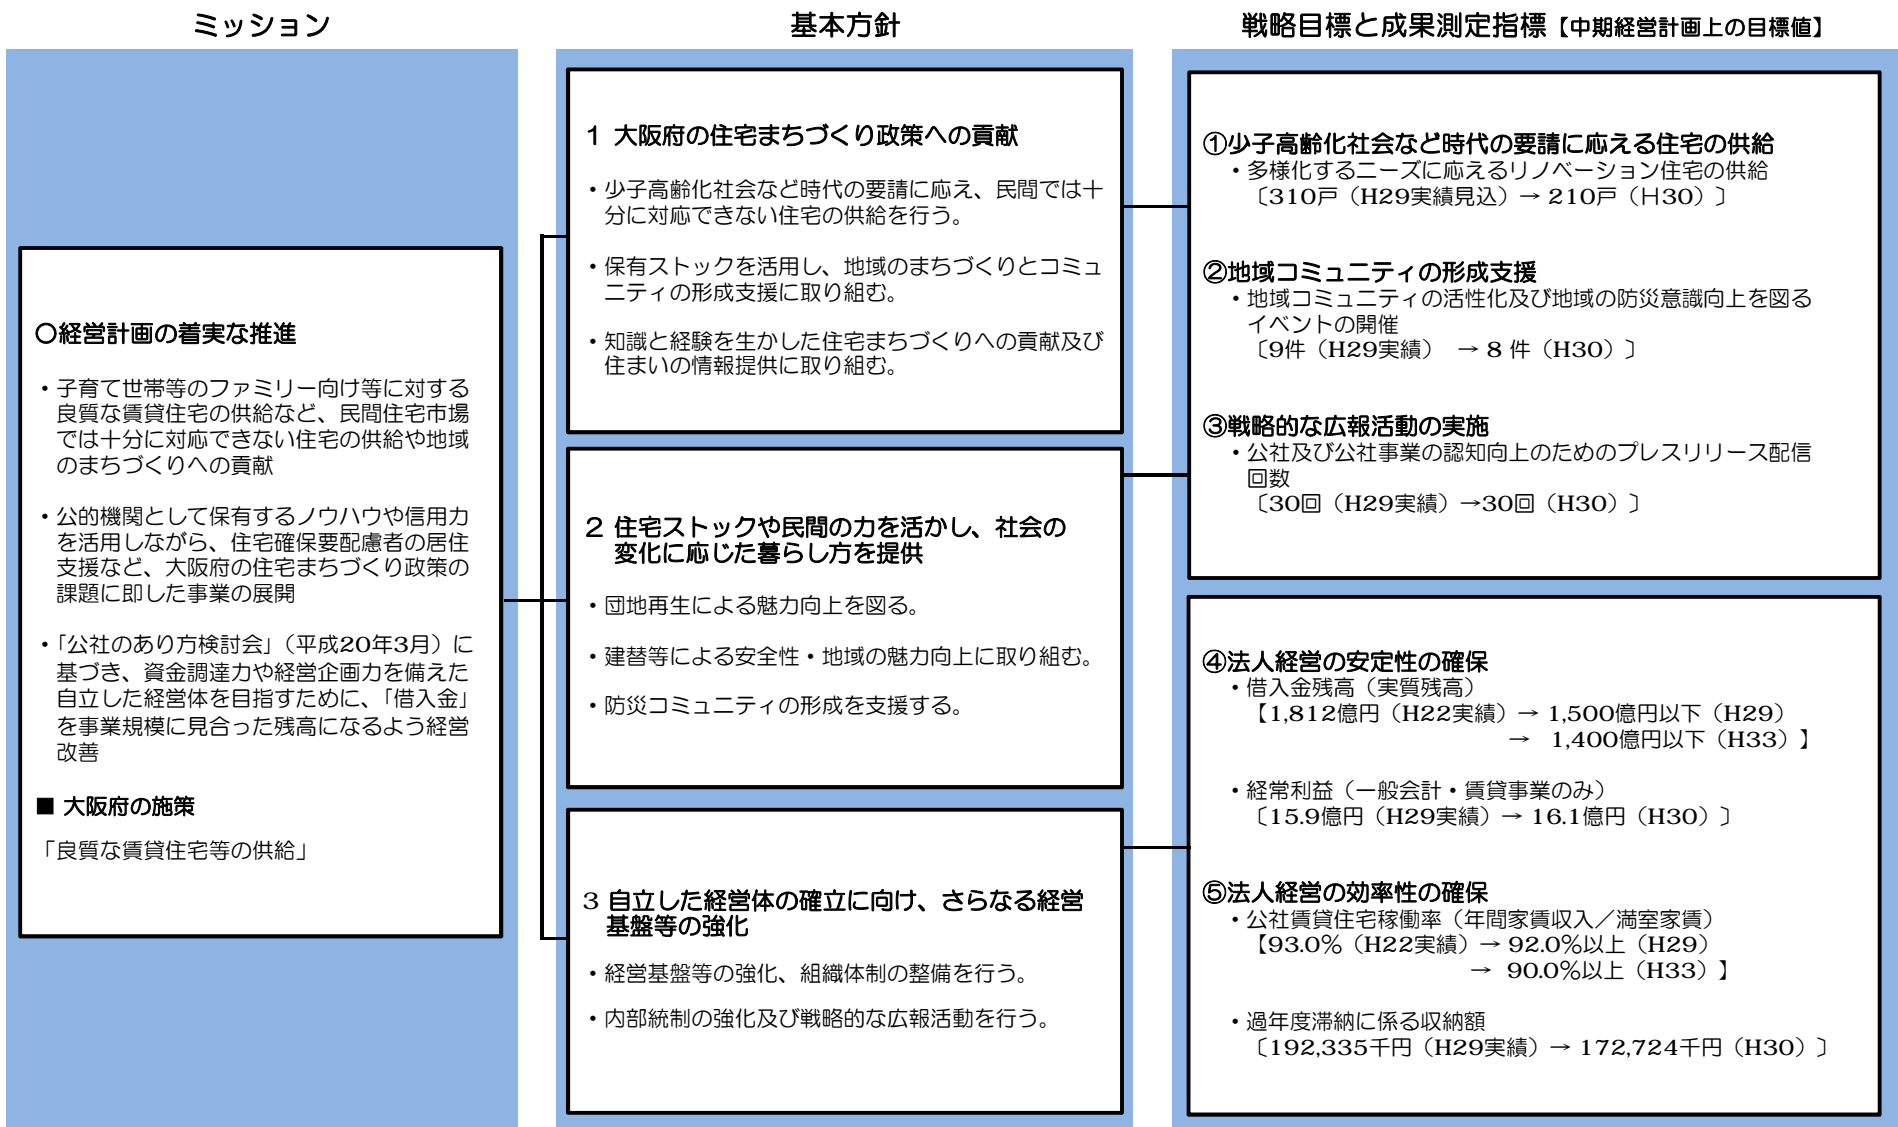 ミッション
〇経営計画の着実な推進
・子育て世帯等のファミリー向け等に対する
良質な賃貸住宅の供給など、民間住宅市場
では十分に対応できない住宅の供給や地域
のまちづくりへの貢献
・公的機関として保有するノウハウや信用力
を活用しながら、住宅確保要配慮者の居住
支援など、大阪府の住宅まちづくり政策の
課題に即した事業の展開
・「公社のあり方検討会」（平成20年3月）に
基づき、資金調達力や経営企画力を備えた
自立した経営体を目指すために、「借入金」
を事業規模に見合った残高になるよう経営
改善
■ 大阪府の施策
「良質な賃貸住宅等の供給」
基本方針
1 大阪府の住宅まちづくり政策への貢献
・少子高齢化社会など時代の要請に応え、民間では十
分に対応できない住宅の供給を行う。
・保有ストックを活用し、地域のまちづくりとコミュ
ニティの形成支援に取り組む。
・知識と経験を生かした住宅まちづくりへの貢献及び
住まいの情報提供に取り組む。
2 住宅ストックや民間の力を活かし、社会の
変化に応じた暮らし方を提供
・団地再生による魅力向上を図る。
・建替等による安全性・地域の魅力向上に取り組む。
・防災コミュニティの形成を支援する。
3 自立した経営体の確立に向け、さらなる経営
基盤等の強化
・経営基盤等の強化、組織体制の整備を行う。
・内部統制の強化及び戦略的な広報活動を行う。
戦略目標と成果測定指標【中期経営計画上の目標値】
①少子高齢化社会など時代の要請に応える住宅の供給
・多様化するニーズに応えるリノベーション住宅の供給
〔310戸（H29実績見込）→ 210戸（H30）〕
②地域コミュニティの形成支援
・地域コミュニティの活性化及び地域の防災意識向上を図る
イベントの開催
〔9件（H29実績） → 8 件（H30）〕
③戦略的な広報活動の実施
・公社及び公社事業の認知向上のためのプレスリリース配信
回数
〔30回（H29実績）→30回（H30）〕
④法人経営の安定性の確保
・借入金残高（実質残高）
【1,812億円（H22実績）→ 1,500億円以下（H29）
→ 1,400億円以下（H33）】
・経常利益（一般会計・賃貸事業のみ）
〔15.9億円（H29実績）→ 16.1億円（H30）〕
⑤法人経営の効率性の確保
・公社賃貸住宅稼働率（年間家賃収入／満室家賃）
【93.0％（H22実績）→ 92.0％以上（H29）
→ 90.0％以上（H33）】
・過年度滞納に係る収納額
〔192,335千円（H29実績）→ 172,724千円（H30）〕